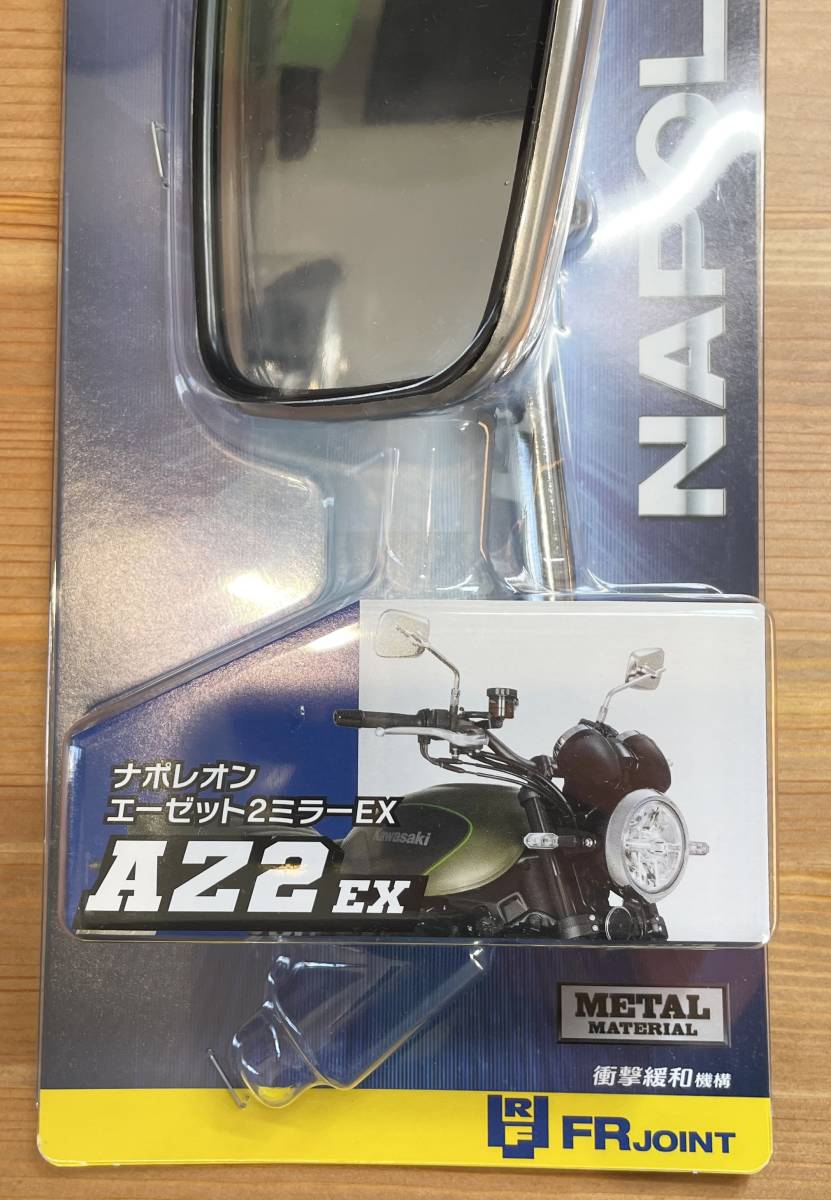 NAPOL
ナポレオン
エーゼット2ミラーEX
AZ2 EX
Kawasaki
METAL
MATERIAL
衝撃緩和機構
RF FR JOINT